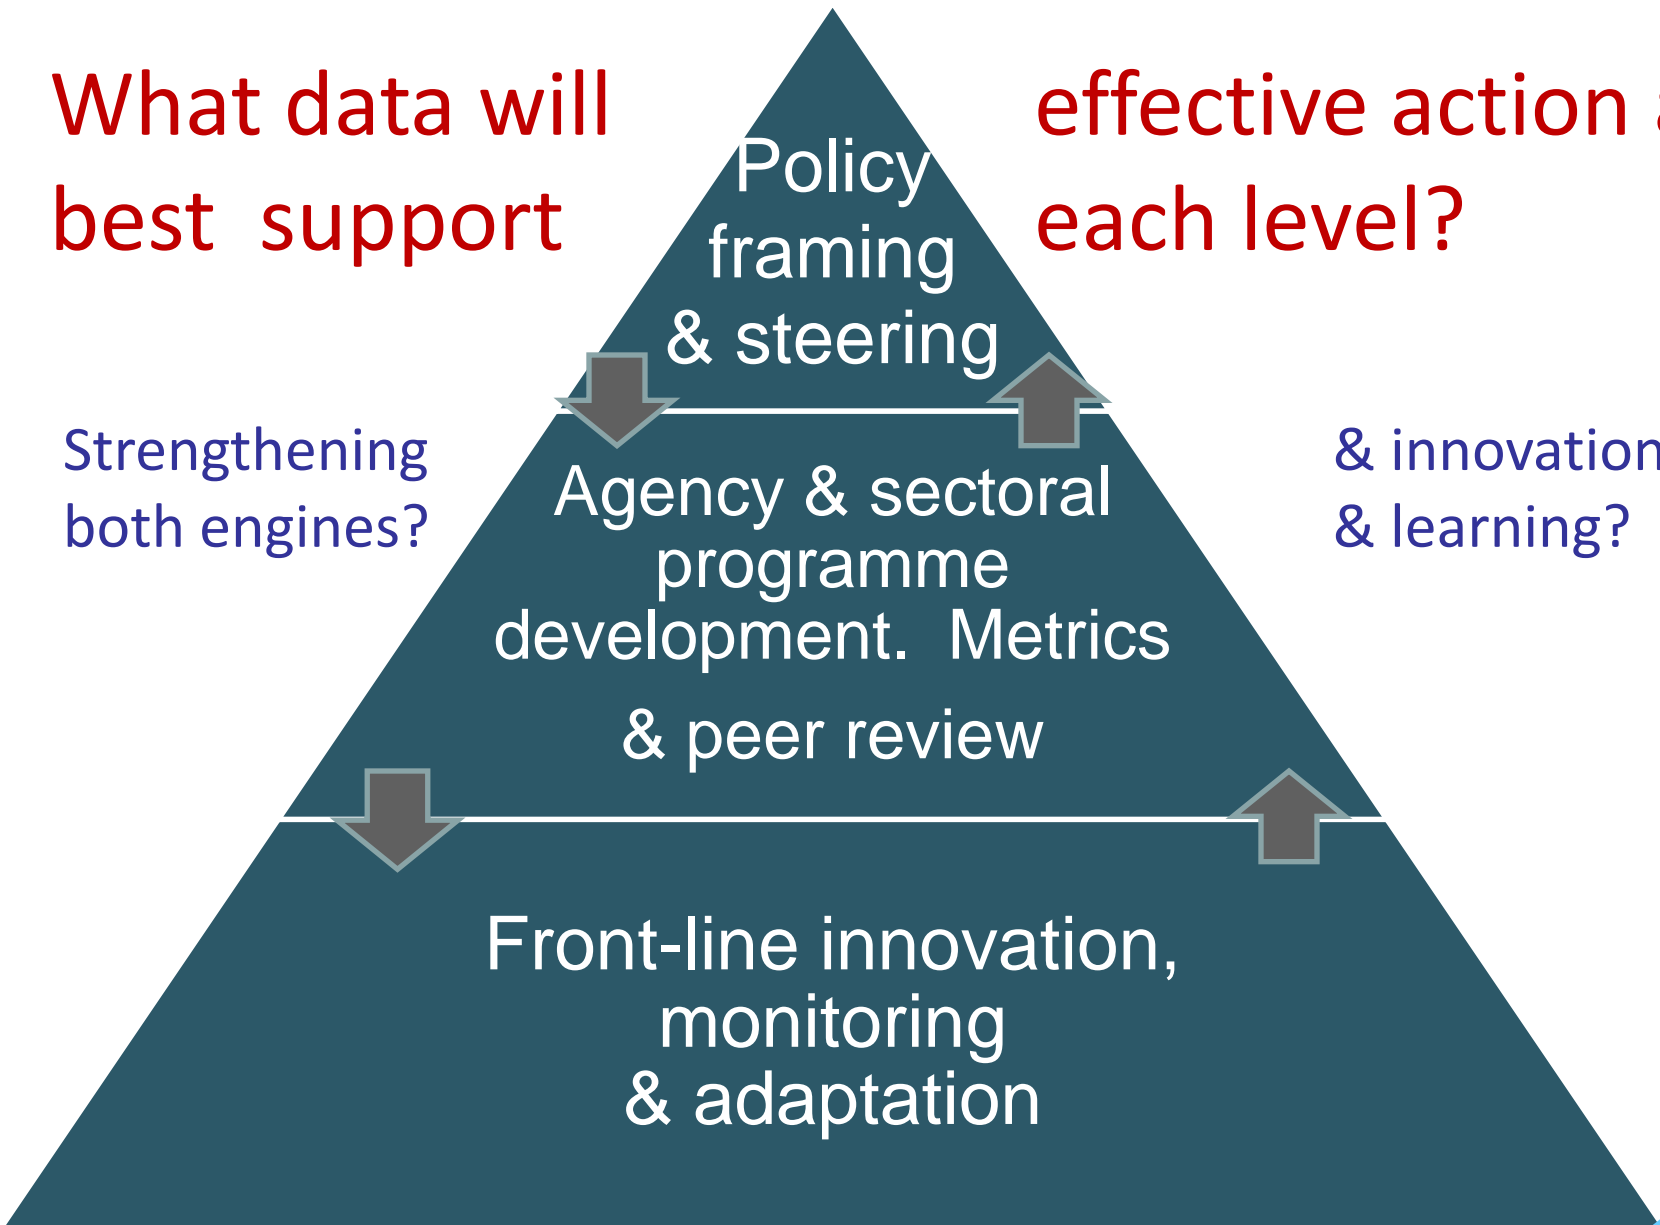 What data will
best  support
effective action a
each level?
Policy
framing
& steering
Strengthening
both engines?
& innovation
& learning?
Agency & sectoral
programme
development.  Metrics
& peer review
Front-line innovation,
monitoring
& adaptation